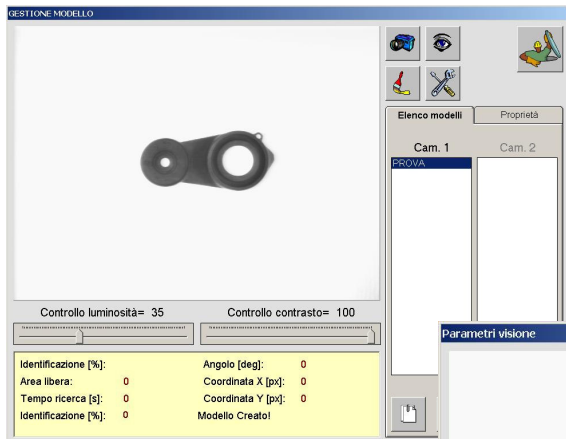 GESTIONE MODELLO
Elenco modelli Proprietà
Cam. 1 Cam. 2
PROVA
Controllo luminosità= 35 Controllo contrasto= 100
Parametri visione
Identificazione [%]: Angolo [deg]: 0
Area libera: 0 Coordinata X [px]: 0
Tempo ricerca [s]: 0 Coordinata Y [px]: 0
Identificazione [%]: 0 Modello Creato!